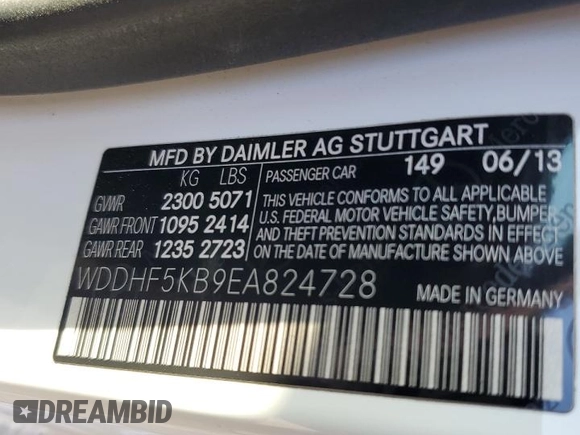 MFD BY DAIMLER AG STUTTGART
KG LBS
GVWR 2300 5071
GAWR FRONT 1095 2414
GAWR REAR 1235 2723
PASSENGER CAR 149 06/13
THIS VEHICLE CONFORMS TO ALL APPLICABLE
U.S. FEDERAL MOTOR VEHICLE SAFETY, BUMPER
AND THEFT PREVENTION STANDARDS IN EFFECT
ON THE DATE OF MANUFACTURE SHOWN ABOVE.
WDDHF5KB9EA824728
MADE IN GERMANY
DREAMBID